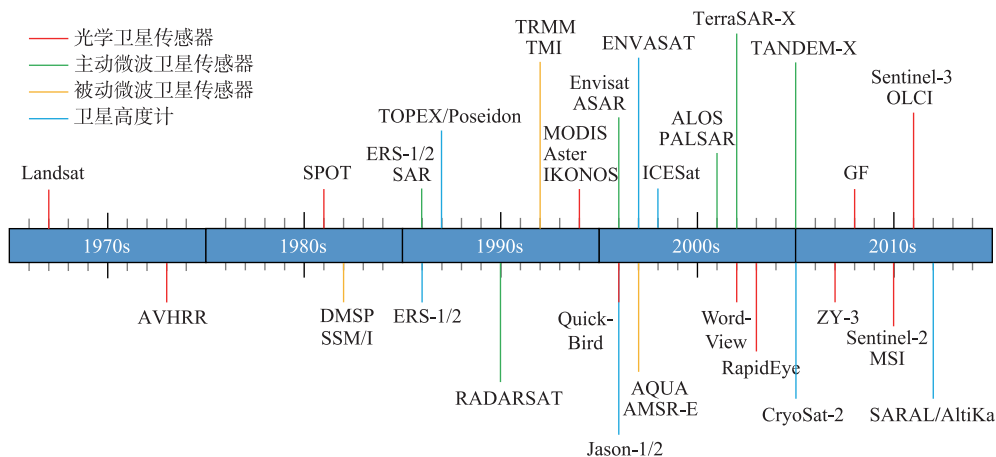 光学卫星传感器
主动微波卫星传感器
被动微波卫星传感器
卫星高度计
Landsat
SPOT
ERS-1/2
SAR
TOPEX/Poseidon
TRMM
TMI
MODIS
Aster
IKONOS
Envisat
ASAR
ENVASAT
ICESat
ALOS
PALSAR
TerraSAR-X
TANDEM-X
GF
Sentinel-3
OLCI
1970s
1980s
1990s
2000s
2010s
AVHRR
DMSP
SSM/I
ERS-1/2
RADARSAT
Quick-
Bird
Jason-1/2
AQUA
AMSR-E
Word-
View
RapidEye
CryoSat-2
ZY-3
Sentinel-2
MSI
SARAL/AltiKa